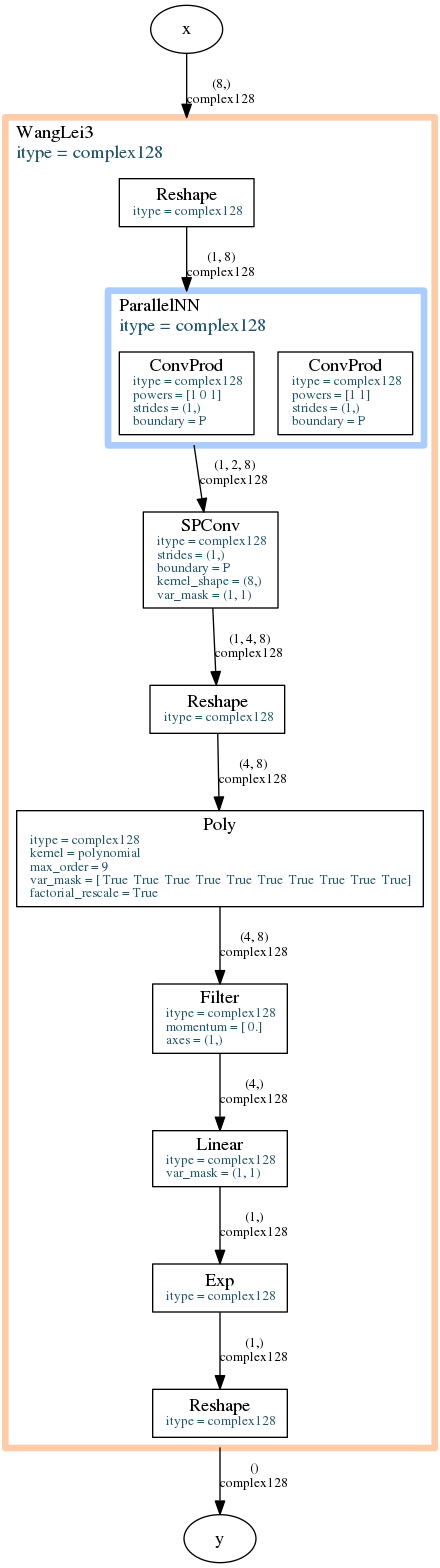 x
(8,)
complex128
WangLei3
itype = complex128
Reshape
itype = complex128
(1, 8)
complex128
ParallelNN
itype = complex128
ConvProd
itype = complex128
powers = [1 0 1]
strides = (1,)
boundary = P
ConvProd
itype = complex128
powers = [1 1]
strides = (1,)
boundary = P
(1, 2, 8)
complex128
SPConv
itype = complex128
strides = (1,)
boundary = P
kernel_shape = (8,)
var_mask = (1, 1)
(1, 4, 8)
complex128
Reshape
itype = complex128
(4, 8)
complex128
Poly
itype = complex128
kernel = polynomial
max_order = 9
var_mask = [ True  True  True  True  True  True  True  True  True  True]
factorial_rescale = True
(4, 8)
complex128
Filter
itype = complex128
momentum = [ 0.]
axes = (1,)
(4,)
complex128
Linear
itype = complex128
var_mask = (1, 1)
(1,)
complex128
Exp
itype = complex128
(1,)
complex128
Reshape
itype = complex128
()
complex128
y